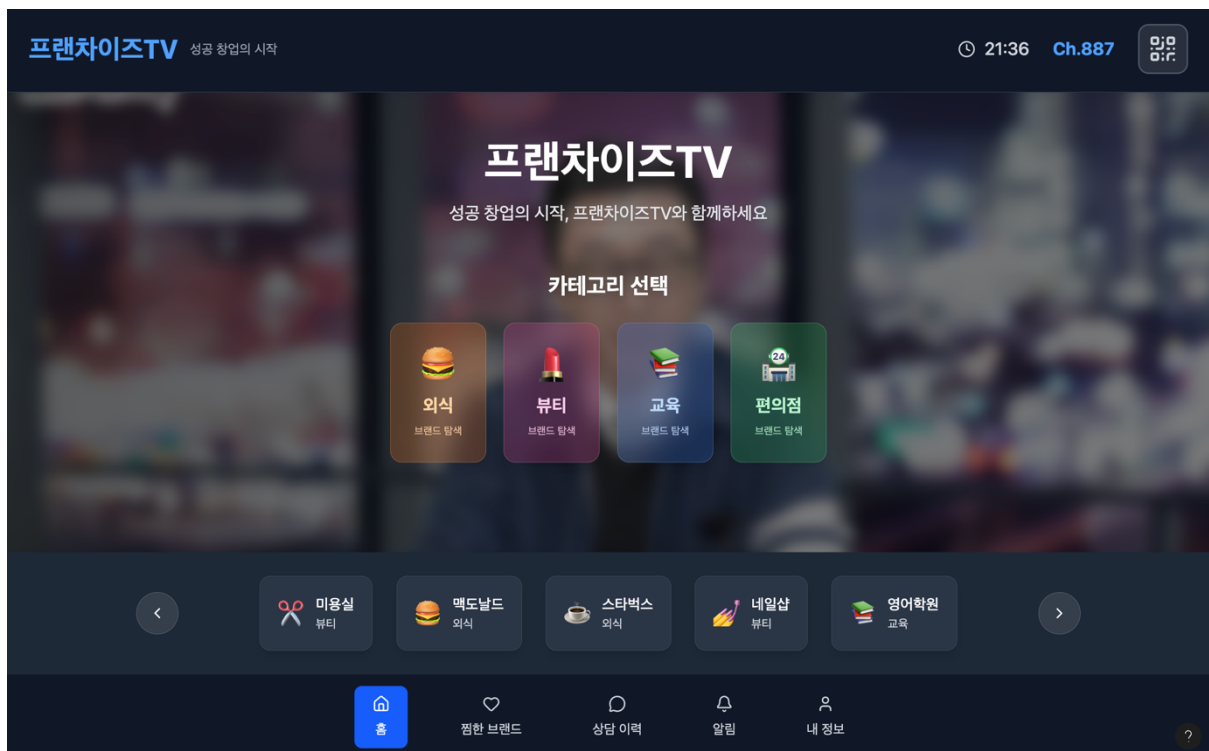 프랜차이즈TV 성공 창업의 시작
21:36 Ch.887
프랜차이즈TV
성공 창업의 시작, 프랜차이즈TV와 함께하세요
카테고리 선택
외식
브랜드 탐색
뷰티
브랜드 탐색
교육
브랜드 탐색
24
편의점
브랜드 탐색
미용실
뷰티
맥도날드
외식
스타벅스
외식
네일샵
뷰티
영어학원
교육
홈
찜한 브랜드
상담 이력
알림
내 정보
?